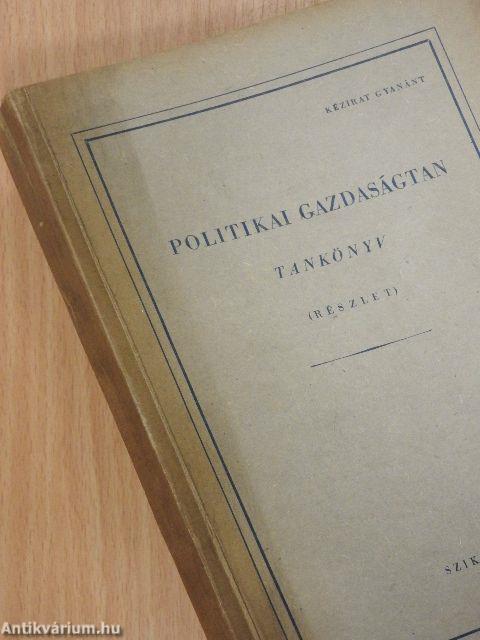 KÉZIRAT GYANÁNT
POLITIKAI GAZDASÁGTAN
TANKÖNYV
(RÉSZLET)
SZIK
Antikvárium.hu